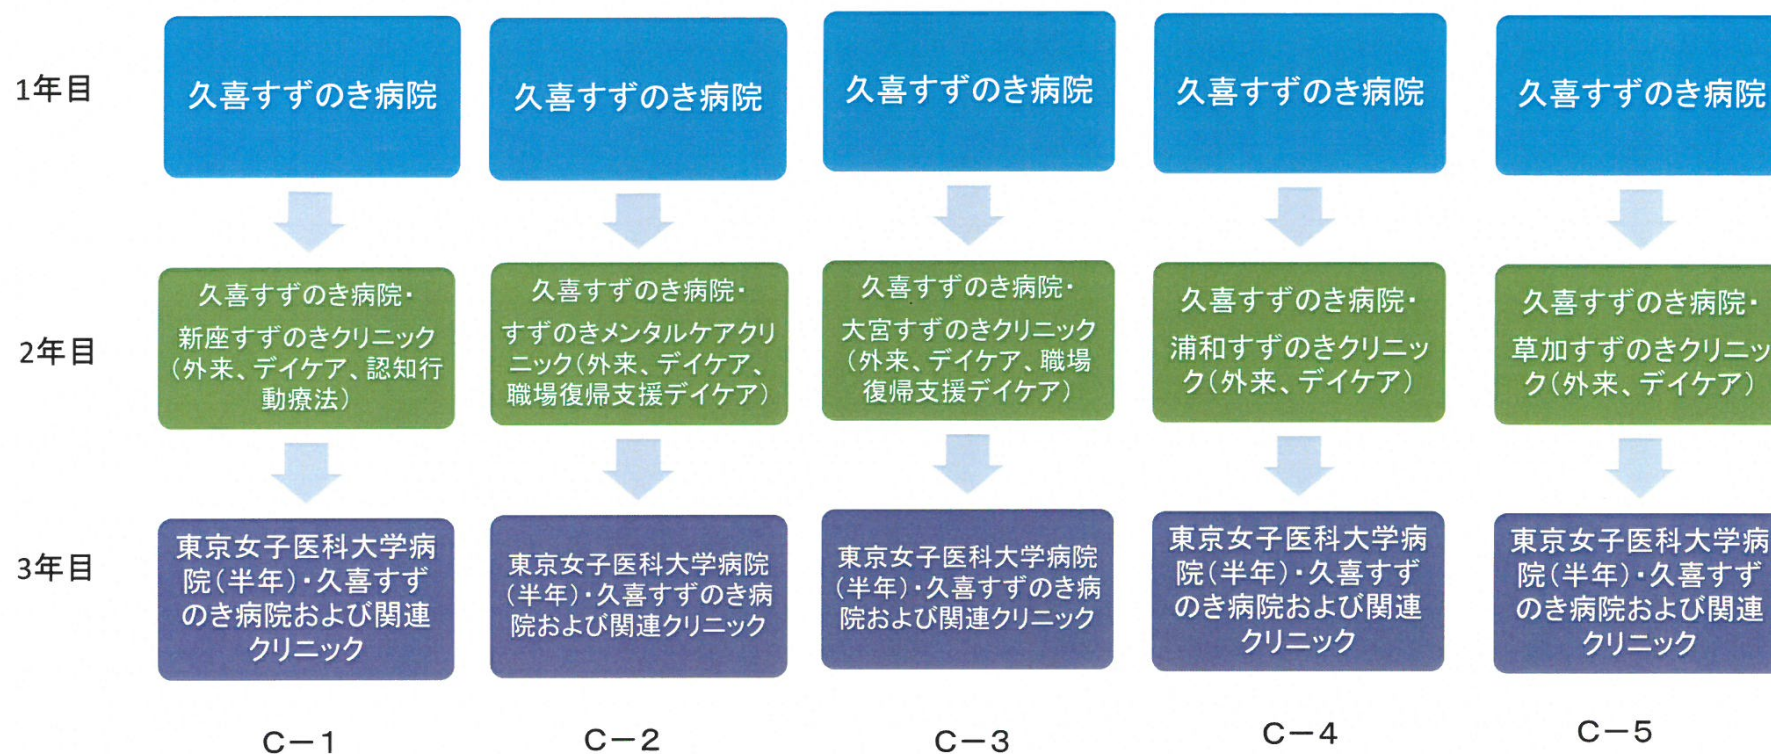 1年目
久喜すずのき病院
久喜すずのき病院
久喜すずのき病院
久喜すずのき病院
久喜すずのき病院
2年目
久喜すずのき病院・
新座すずのきクリニック
(外来、デイケア、認知行
動療法)
久喜すずのき病院・
すずのきメンタルケアクリ
ニック(外来、デイケア、
職場復帰支援デイケア)
久喜すずのき病院・
大宮すずのきクリニック
(外来、デイケア、職場
復帰支援デイケア)
久喜すずのき病院・
浦和すずのきクリニッ
ク(外来、デイケア)
久喜すずのき病院・
草加すずのきクリニッ
ク(外来、デイケア)
3年目
東京女子医科大学病
院(半年)・久喜すず
のき病院および関連
クリニック
東京女子医科大学病院
(半年)・久喜すずのき病
院および関連クリニック
東京女子医科大学病院
(半年)・久喜すずのき病
院および関連クリニック
東京女子医科大学病
院(半年)・久喜すず
のき病院および関連
クリニック
東京女子医科大学病
院(半年)・久喜すず
のき病院および関連
クリニック
C－1
C－2
C－3
C－4
C－5